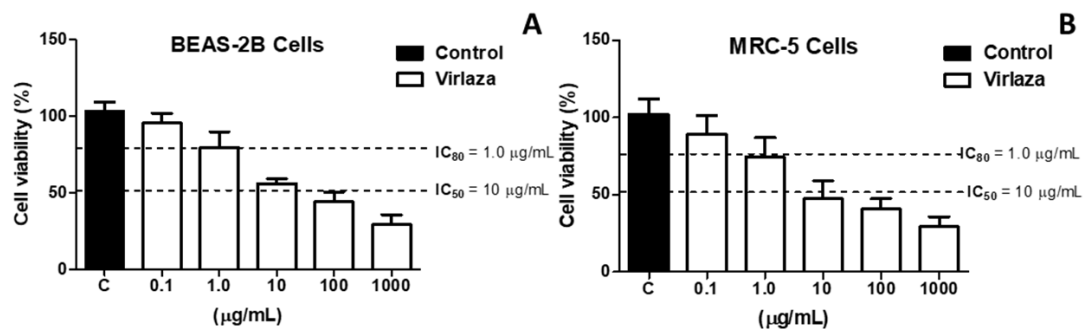 A
BEAS-2B Cells
Control
Virlaza
Cell viability (%)
150
100
50
0
IC80 = 1.0 μg/mL
IC50 = 10 μg/mL
C 0.1 1.0 10 100 1000
(μg/mL)
B
MRC-5 Cells
Control
Virlaza
Cell viability (%)
150
100
50
0
IC80 = 1.0 μg/mL
IC50 = 10 μg/mL
C 0.1 1.0 10 100 1000
(μg/mL)